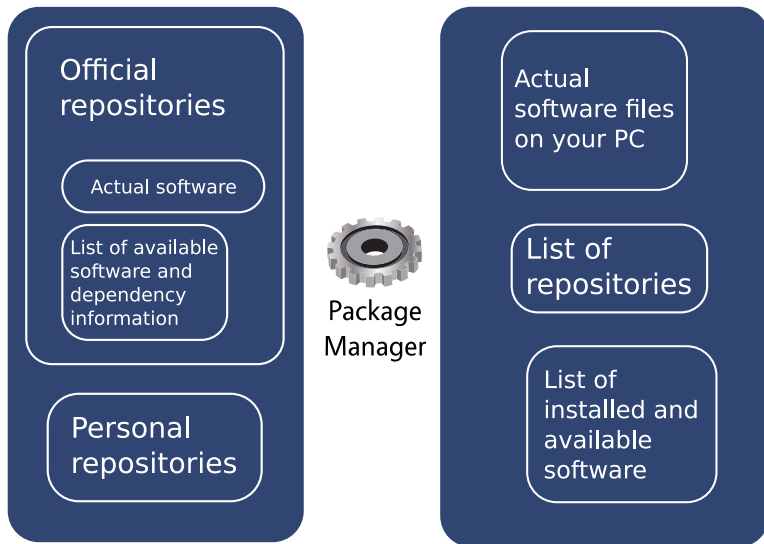 Official
repositories
Actual software
List of available
software and
dependency
information
Personal
repositories
Package
Manager
Actual
software files
on your PC
List of
repositories
List of
installed and
available
software